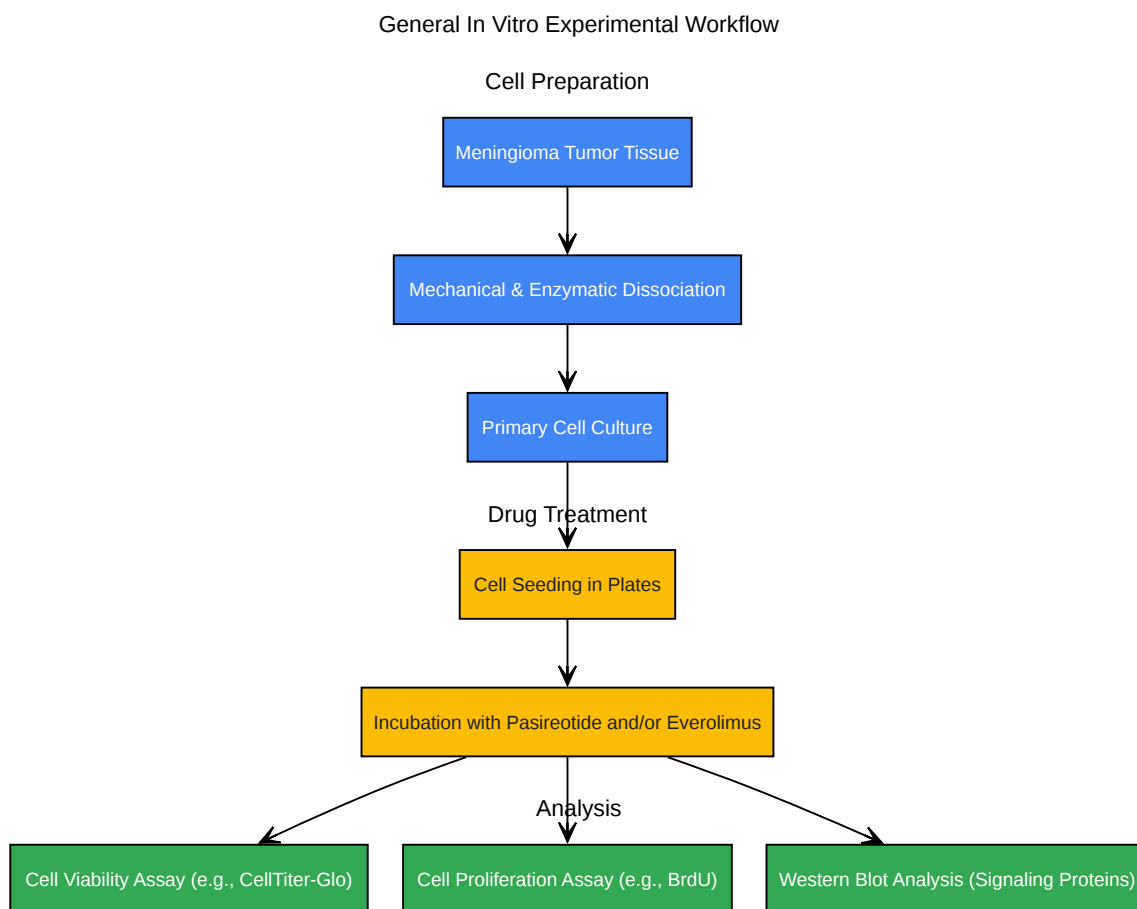 General In Vitro Experimental Workflow
Cell Preparation
Meningioma Tumor Tissue
Mechanical & Enzymatic Dissociation
Primary Cell Culture
Drug Treatment
Cell Seeding in Plates
Incubation with Pasireotide and/or Everolimus
Analysis
Cell Viability Assay (e.g., CellTiter-Glo)
Cell Proliferation Assay (e.g., BrdU)
Western Blot Analysis (Signaling Proteins)